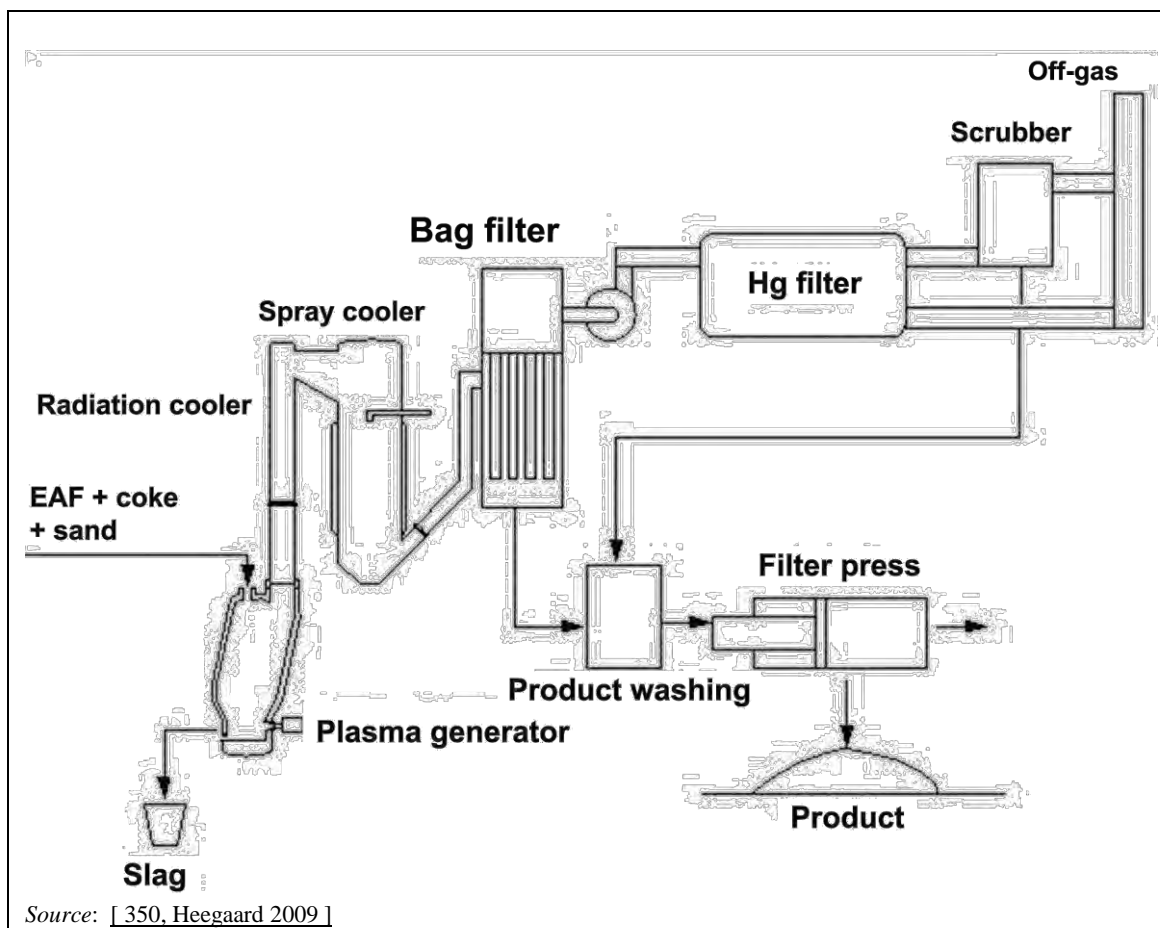 Off-gas
Scrubber
Bag filter
Hg filter
Spray cooler
Radiation cooler
EAF + coke
+ sand
Filter press
Product washing
Plasma generator
Product
Slag
Source: [ 350, Heegaard 2009 ]